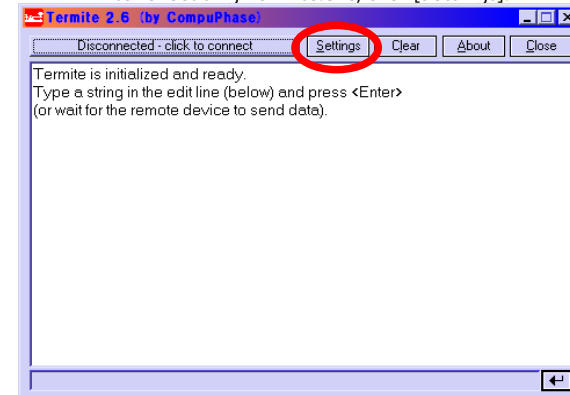 Termite 2.6 (by CompuPhase)
Disconnected - click to connect Settings Clear About Close
Termite is initialized and ready.
Type a string in the edit line (below) and press <Enter>
(or wait for the remote device to send data).